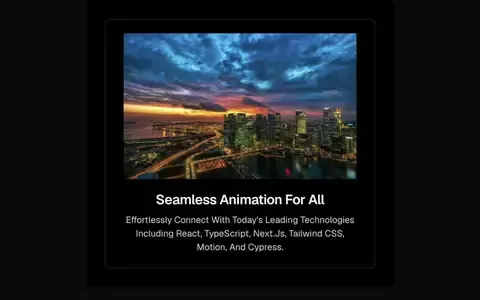 Seamless Animation For All
Effortlessly Connect With Today's Leading Technologies
Including React, TypeScript, Next.Js, Tailwind CSS,
Motion, And Cypress.